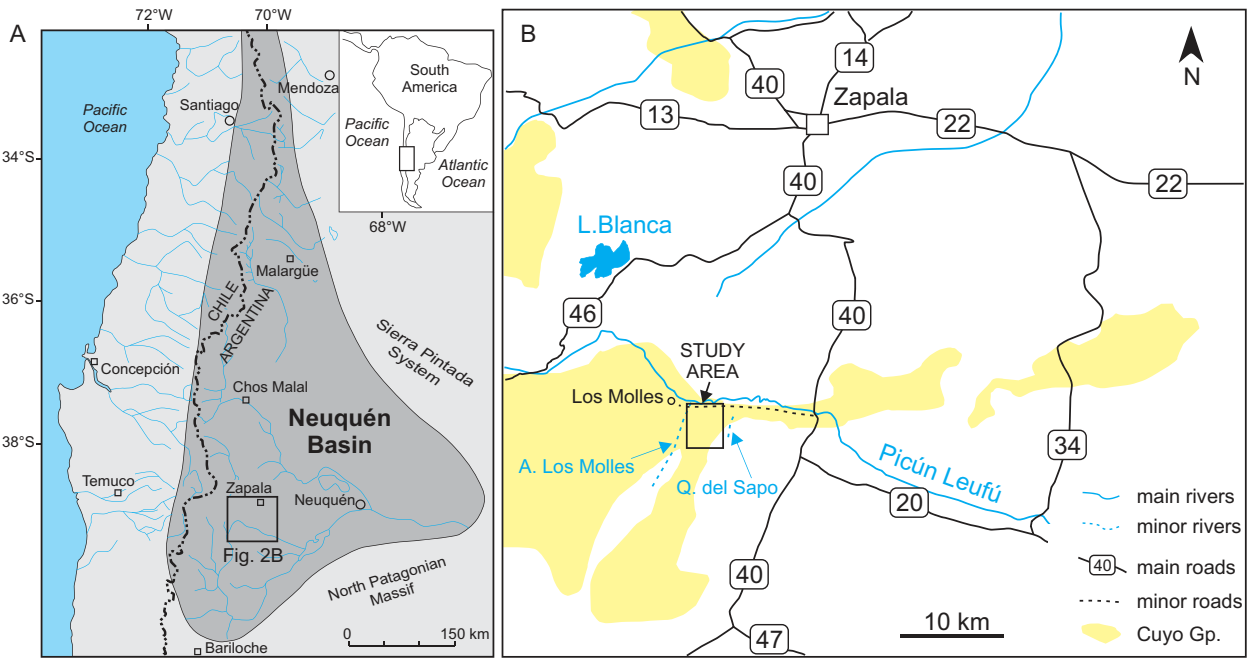 A
72°W
70°W
Mendoza
Santiago
Pacific
Ocean
South
America
Pacific
Ocean
Atlantic
Ocean
34°S
68°W
Malargüe
36°S
CHILE
ARGENTINA
Sierra Pintada
System
Concepción
Chos Malal
Neuquén
Basin
38°S
Temuco
Zapala
Neuquén
Fig. 2B
North Patagonian
Massif
0
150 km
Bariloche
B
N
14
40
Zapala
13
22
40
22
L.Blanca
46
40
STUDY
AREA
Los Molles
A. Los Molles
Q. del Sapo
Picún Leufú
34
20
40
47
10 km
main rivers
minor rivers
40
main roads
minor roads
Cuyo Gp.